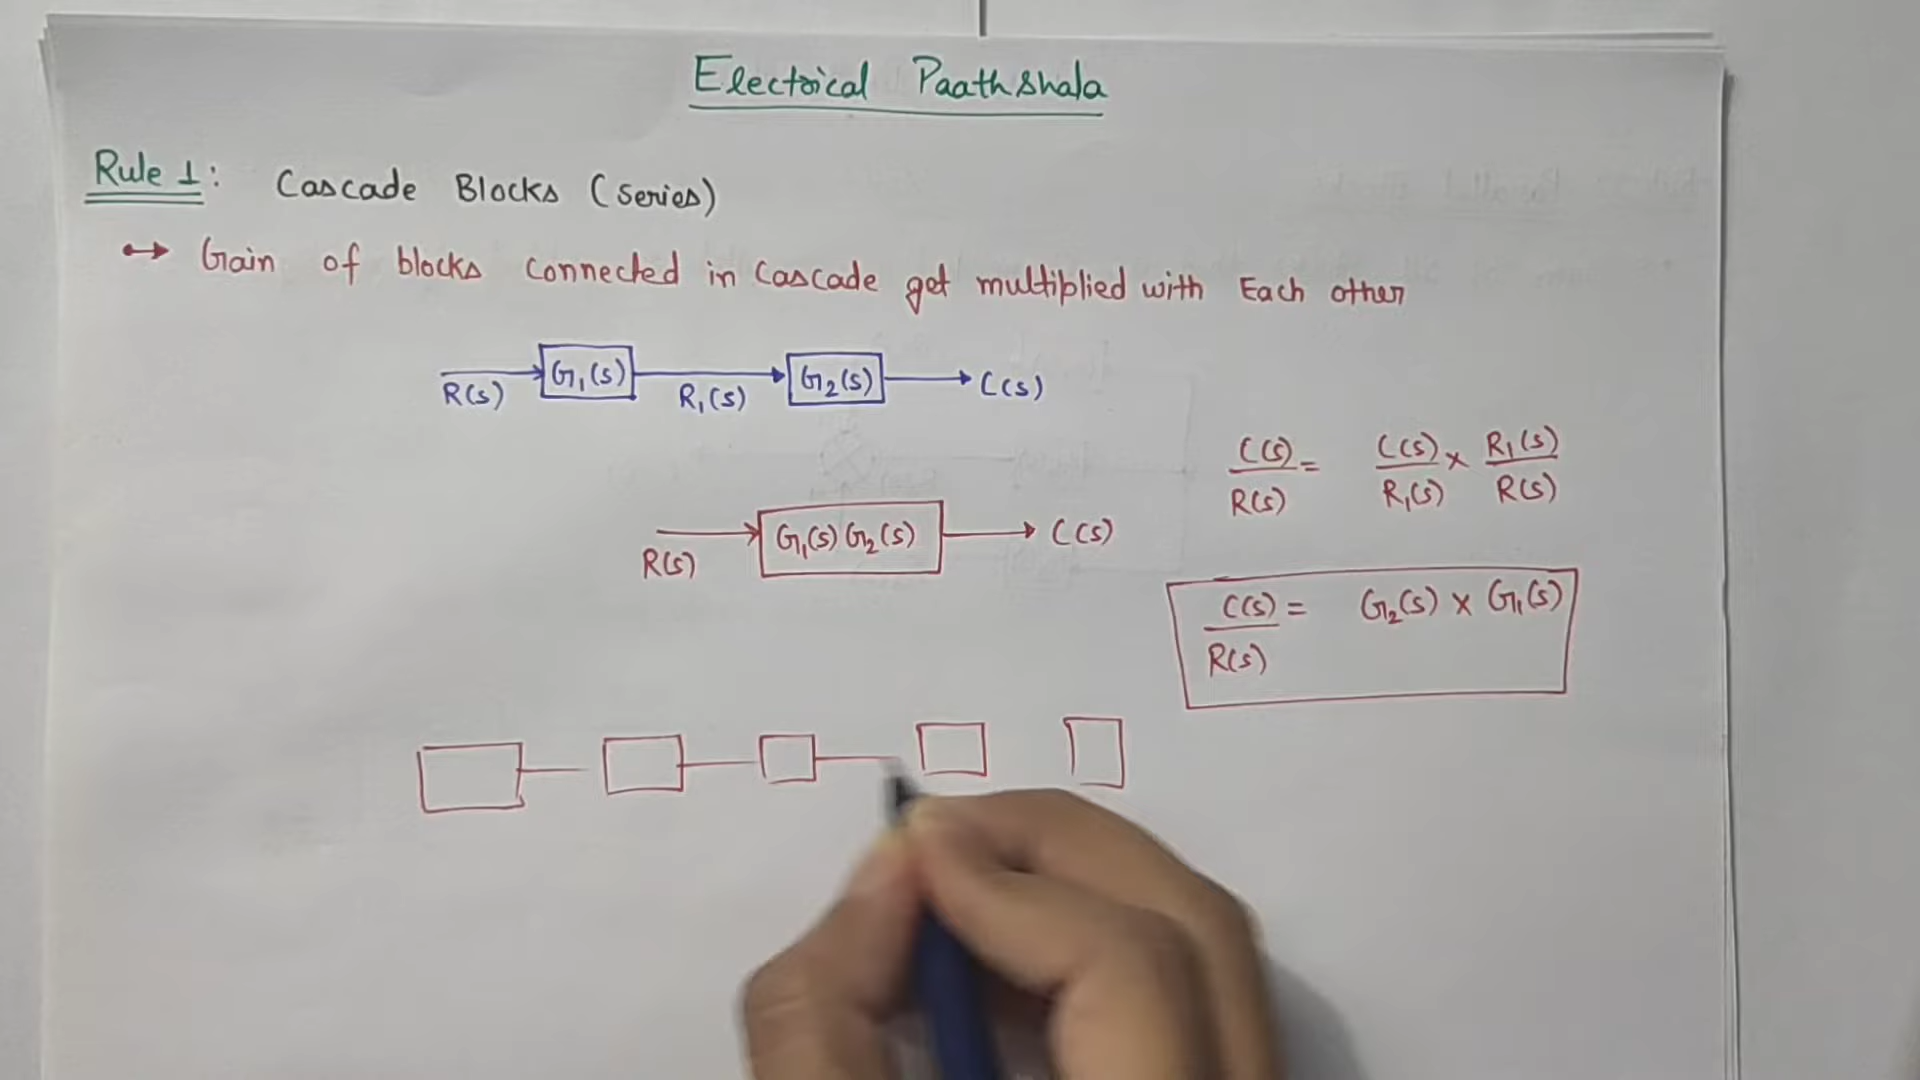 Electrical Paathshala
Rule 1: Cascade Blocks (series)
→ Gain of blocks connected in cascade get multiplied with Each other
R(s) G₁(s) R₁(s) G₂(s) C(s)
C(s)/R(s) = C(s)/R₁(s) × R₁(s)/R(s)
R(s) G₁(s) G₂(s) C(s)
C(s)/R(s) = G₂(s) × G₁(s)